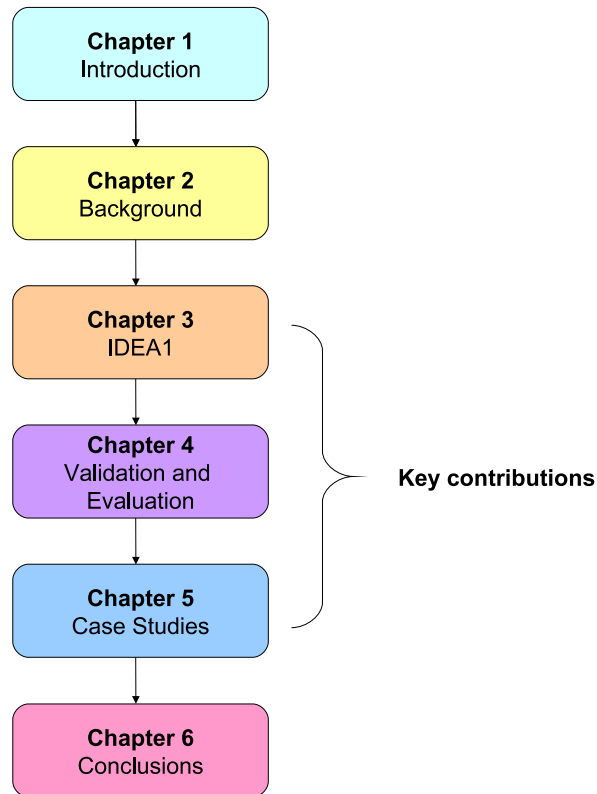 Chapter 1
Introduction
Chapter 2
Background
Chapter 3
IDEA1
Chapter 4
Validation and
Evaluation
Key contributions
Chapter 5
Case Studies
Chapter 6
Conclusions